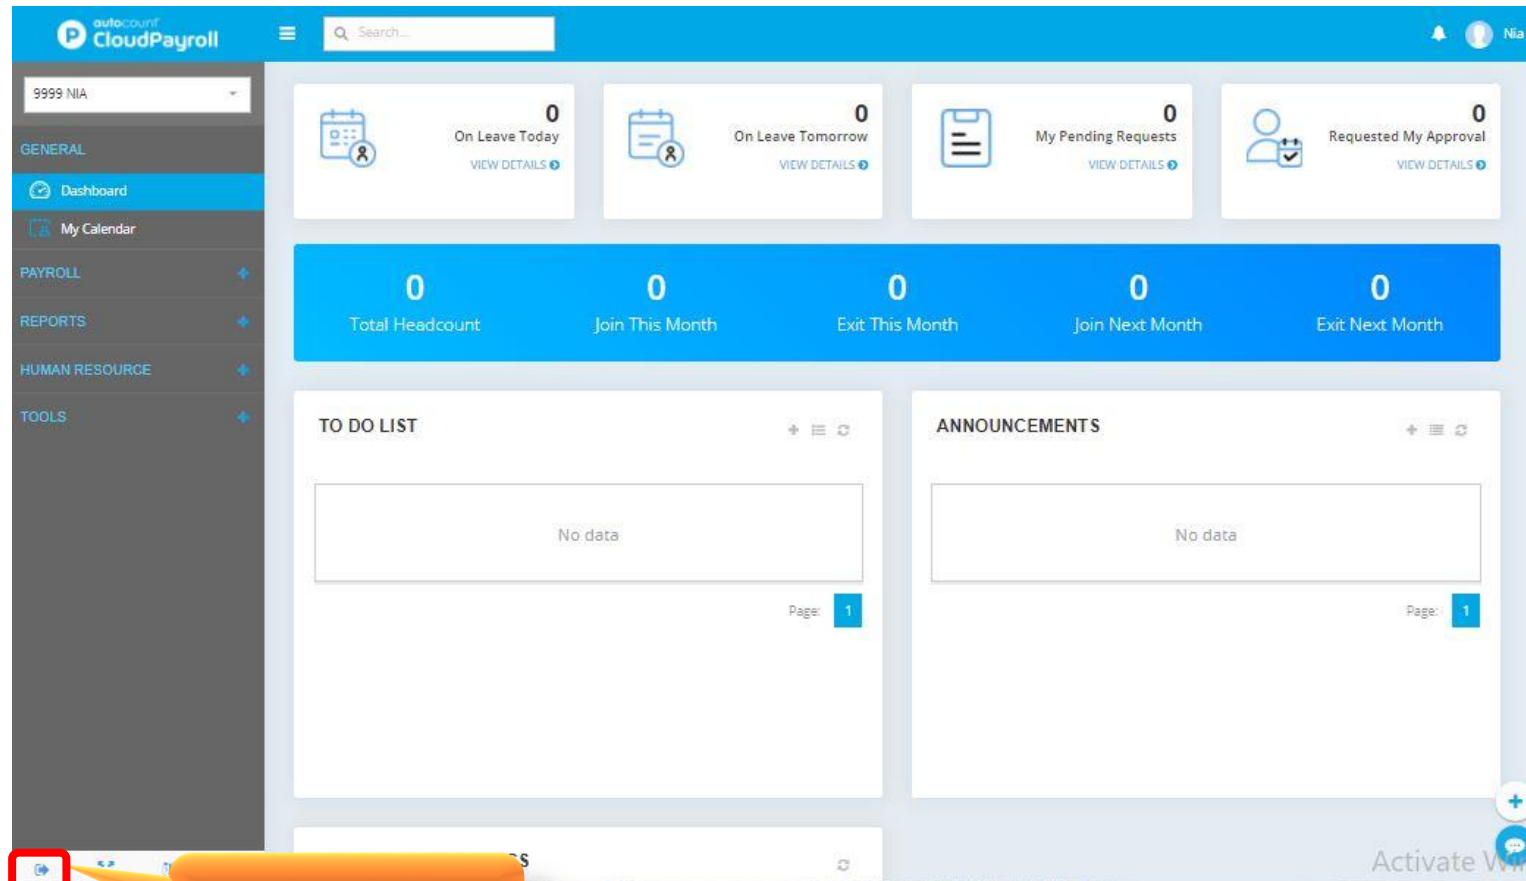 autocount
CloudPayroll
Search...
Nia
9999 NIA
GENERAL
Dashboard
My Calendar
PAYROLL
REPORTS
HUMAN RESOURCE
TOOLS
0
On Leave Today
VIEW DETAILS
0
On Leave Tomorrow
VIEW DETAILS
0
My Pending Requests
VIEW DETAILS
0
Requested My Approval
VIEW DETAILS
0
Total Headcount
0
Join This Month
0
Exit This Month
0
Join Next Month
0
Exit Next Month
TO DO LIST
No data
Page: 1
ANNOUNCEMENTS
No data
Page: 1
Activate